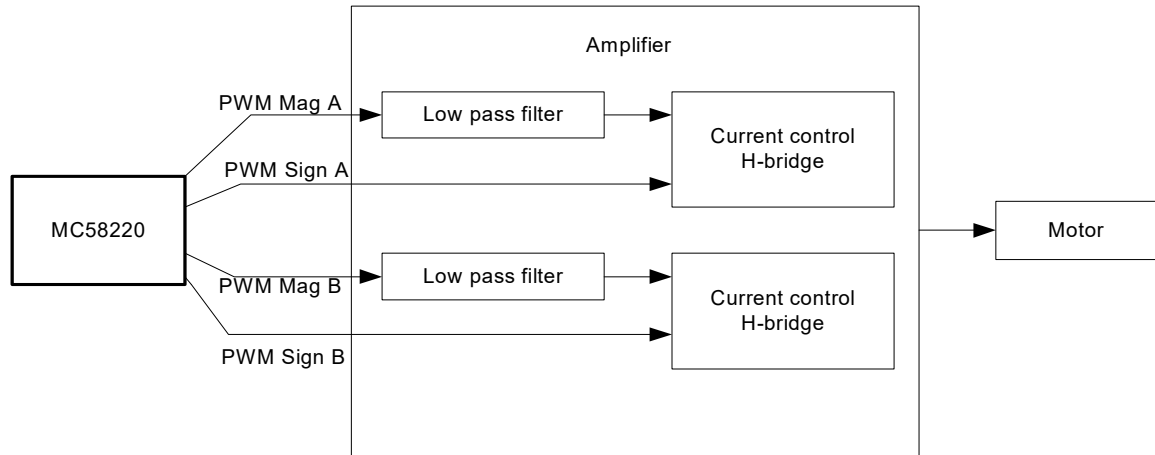 Amplifier
PWM Mag A
Low pass filter
Current control
H-bridge
PWM Sign A
MC58220
Motor
PWM Mag B
Low pass filter
Current control
H-bridge
PWM Sign B